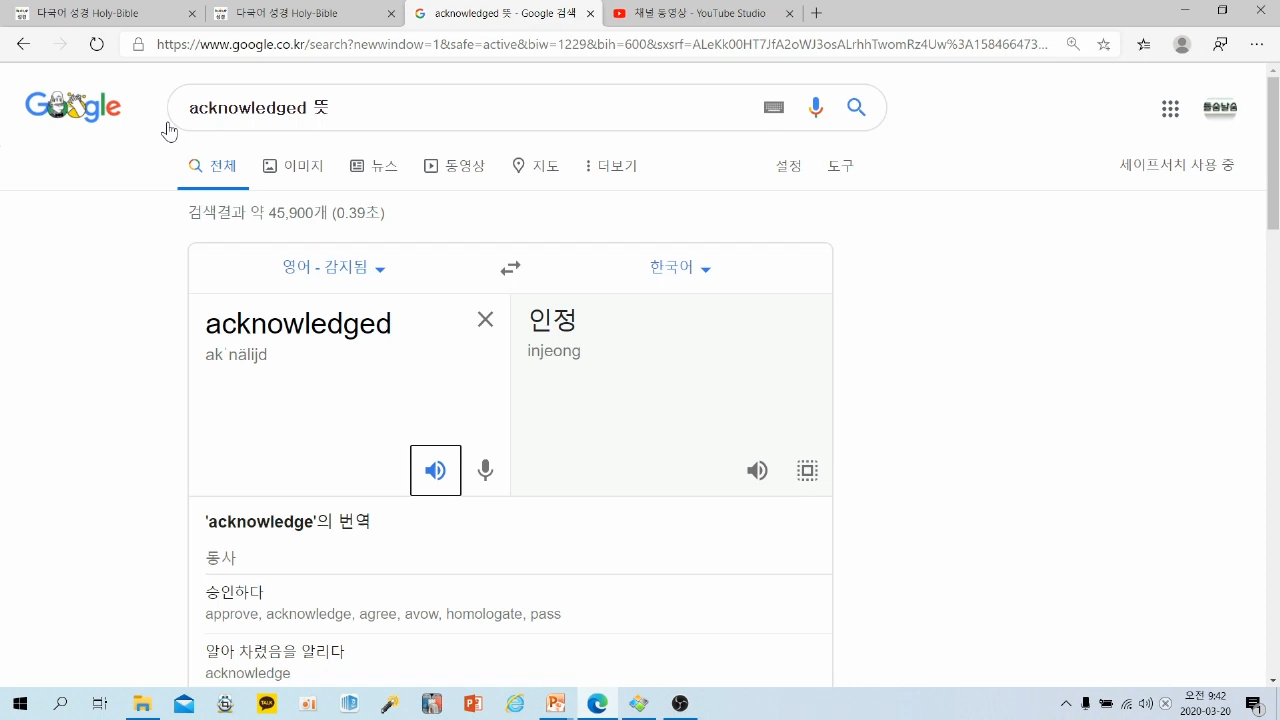 다국어 성경 Holy-Bible
다국어 성경 Holy-Bible
acknowledged 뜻 - Google 검색
채널 동영상 - YouTube Studio
https://www.google.co.kr/search?newwindow=1&safe=active&biw=1229&bih=600&sxsrf=ALeKk00HT7JfA2oWJ3osALrhhTwomRz4Uw%3A158466473...
Google
acknowledged 뜻
전체
이미지
뉴스
동영상
지도
더보기
설정
도구
세이프서치 사용 중
검색결과 약 45,900개 (0.39초)
영어 - 감지됨
한국어
acknowledged
인정
akˈnälijd
injeong
'acknowledge'의 번역
동사
승인하다
approve, acknowledge, agree, avow, homologate, pass
알아 차렸음을 알리다
acknowledge
오전 9:42
2020-03-20